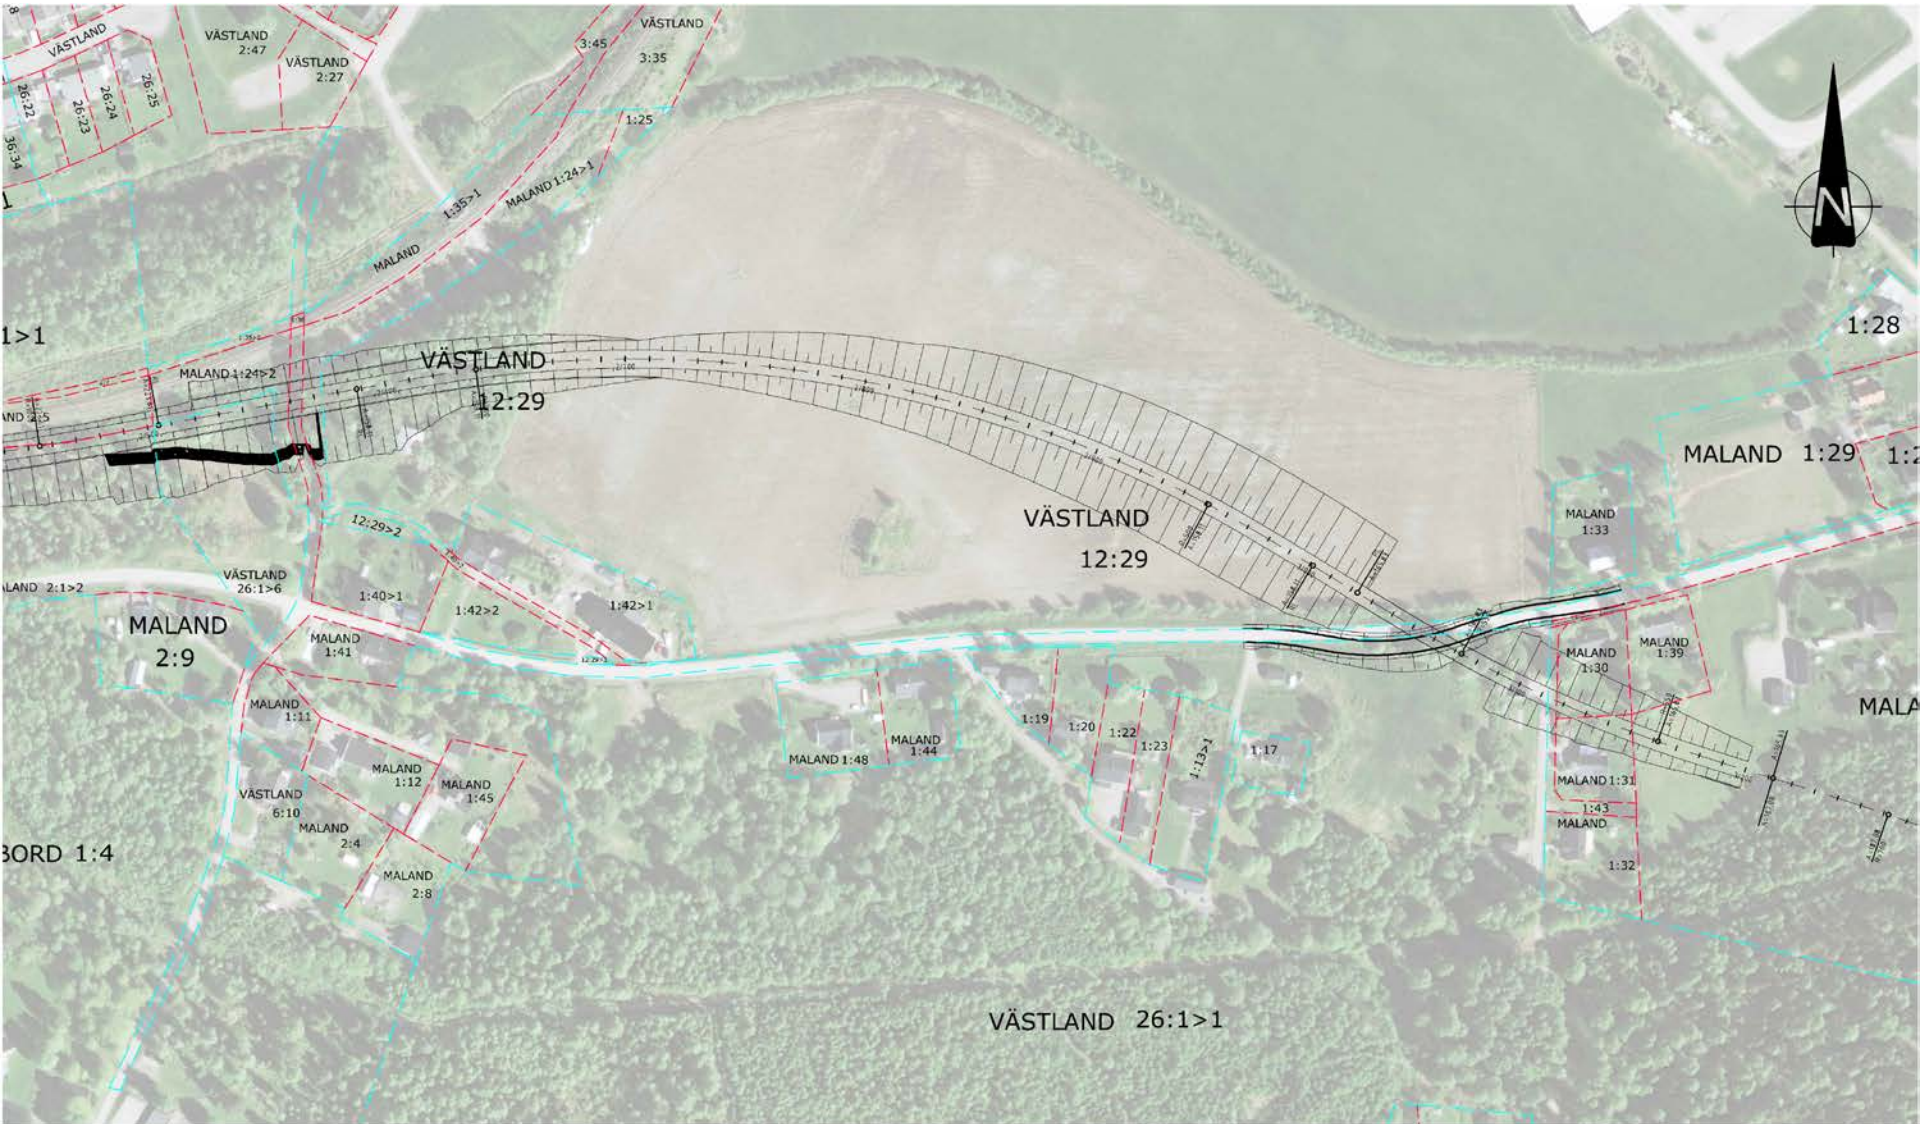 VÄSTLAND
3:35
3:45
VÄSTLAND
2:47
VÄSTLAND
2:27
VÄSTLAND
26:25
26:24
26:23
26:22
36:34
1:25
MALAND 1:24>1
1:35>1
MALAND
N
1:28
1>1
MALAND 1:24>2
VÄSTLAND
12:29
MALAND 1:29
VÄSTLAND
12:29
MALAND
1:33
12:29>2
VÄSTLAND
26:1>6
1:40>1
1:42>2
1:42>1
MALAND
2:9
MALAND
1:41
MALAND
1:30
MALAND
1:39
MALAND
1:11
1:19
1:20
1:22
1:23
1:13>1
1:17
MALAND 1:48
MALAND
1:44
MALAND
1:12
MALAND
1:45
VÄSTLAND
6:10
MALAND
2:4
MALAND 1:31
1:43
MALAND
1:32
MALAND
2:8
BORD 1:4
VÄSTLAND 26:1>1